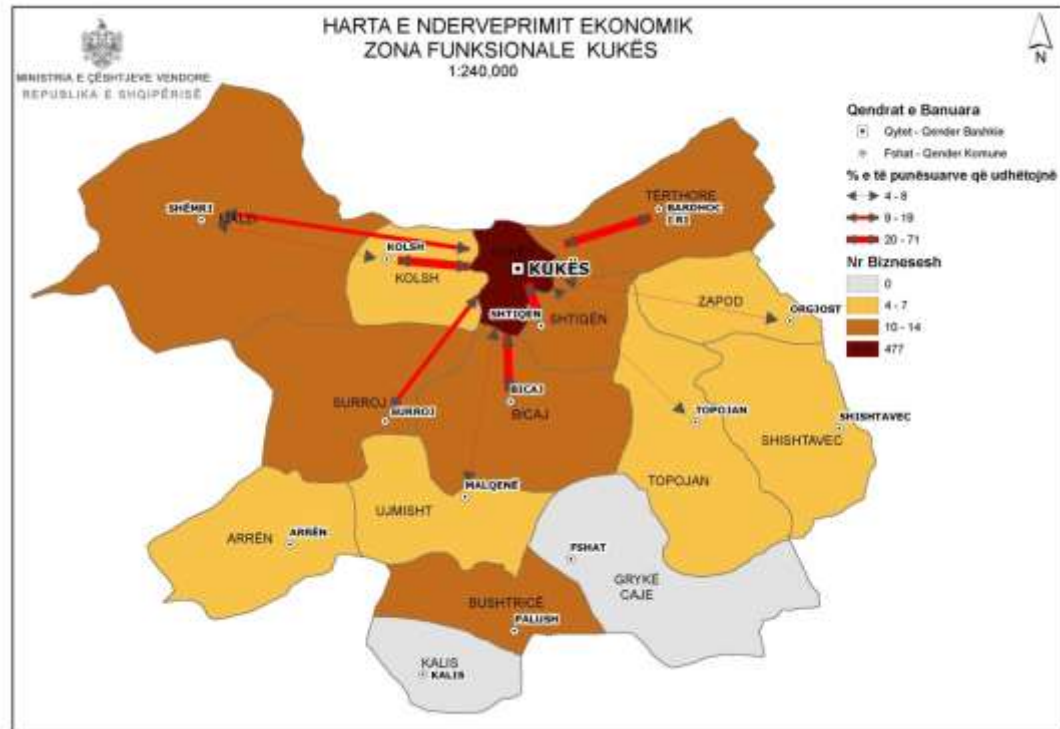 HARTA E NDERVEPRIMIT EKONOMIK
ZONA FUNKSIONALE KUKËS
1:240,000
MINISTRIA E ÇËSHTJEVE VENDORE
REPUBLIKA E SHQIPËRISË
N
Qendrat e Banuara
Qytet - Qender Bashkie
Fshat - Qender Komune
% e të punësuarve që udhëtojnë
4 - 8
9 - 19
20 - 71
Nr Biznesesh
0
4 - 7
10 - 14
477
TËRTHORE
BARDHOC
I RI
SHËMRI
KOLSH
KOLSH
KUKËS
ZAPOD
ORGJOST
SHTIQEN
SHTIQËN
BICAJ
BICAJ
SURROJ
SURROJ
TOPOJAN
SHISHTAVEC
SHISHTAVEC
TOPOJAN
MALQENË
UJMISHT
ARRËN
ARRËN
FSHAT
GRYKE
CAJE
BUSHTRICË
PALUSH
KALIS
KALIS